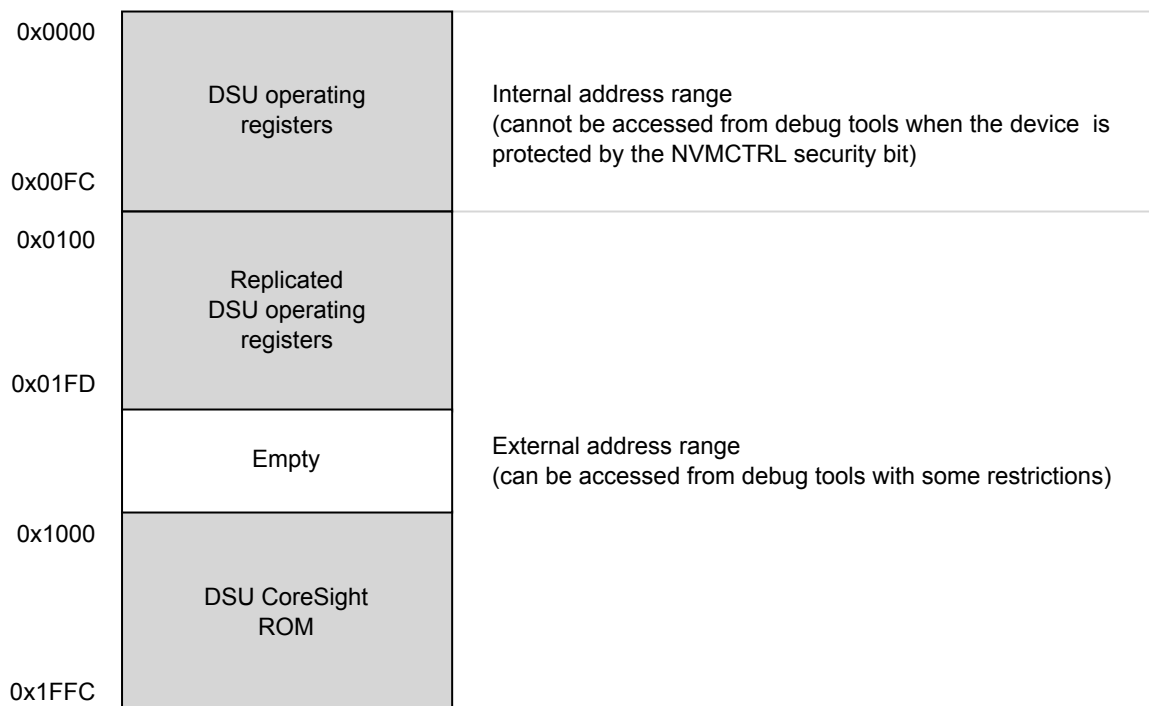 0x0000
DSU operating
registers
Internal address range
(cannot be accessed from debug tools when the device is
protected by the NVMCTRL security bit)
0x00FC
0x0100
Replicated
DSU operating
registers
0x01FD
Empty
External address range
(can be accessed from debug tools with some restrictions)
0x1000
DSU CoreSight
ROM
0x1FFC